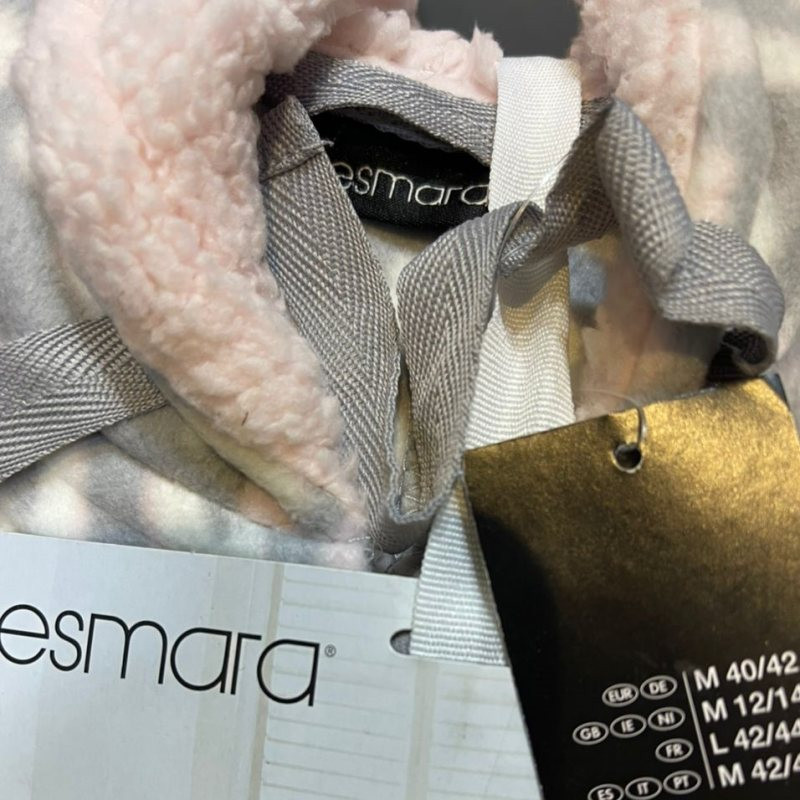 esmara
esmara®
EUR DE M 40/42
GB IE NI M 12/14
FR L 42/44
ES IT PT M 42/4